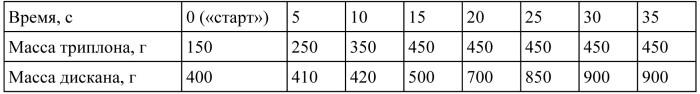 Время, с 0 («старт») 5 10 15 20 25 30 35
Масса триплона, г 150 250 350 450 450 450 450 450
Масса дискана, г 400 410 420 500 700 850 900 900